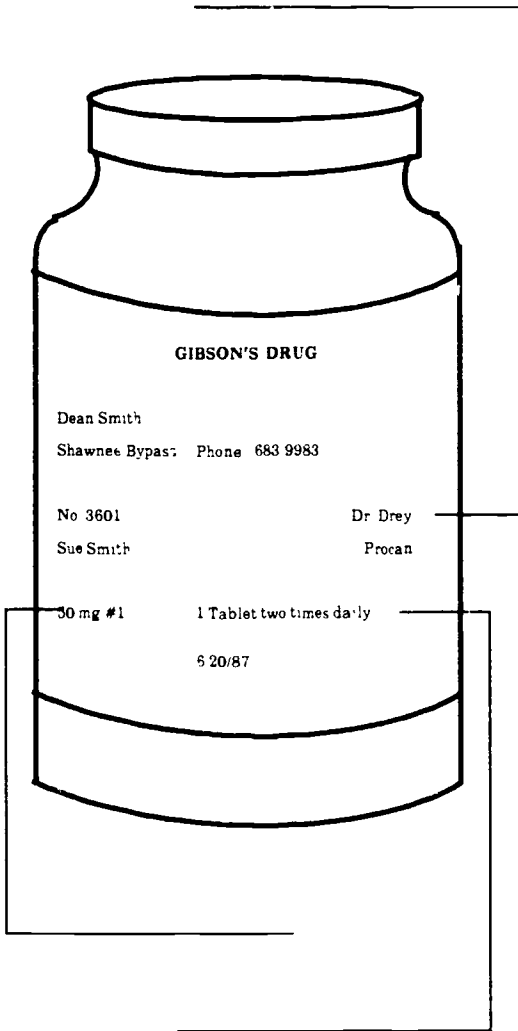 GIBSON'S DRUG
Dean Smith
Shawnee Bypass Phone 683 9983
No 3601 Dr Drey
Sue Smith Procan
50 mg #1 1 Tablet two times daily
6 20/87